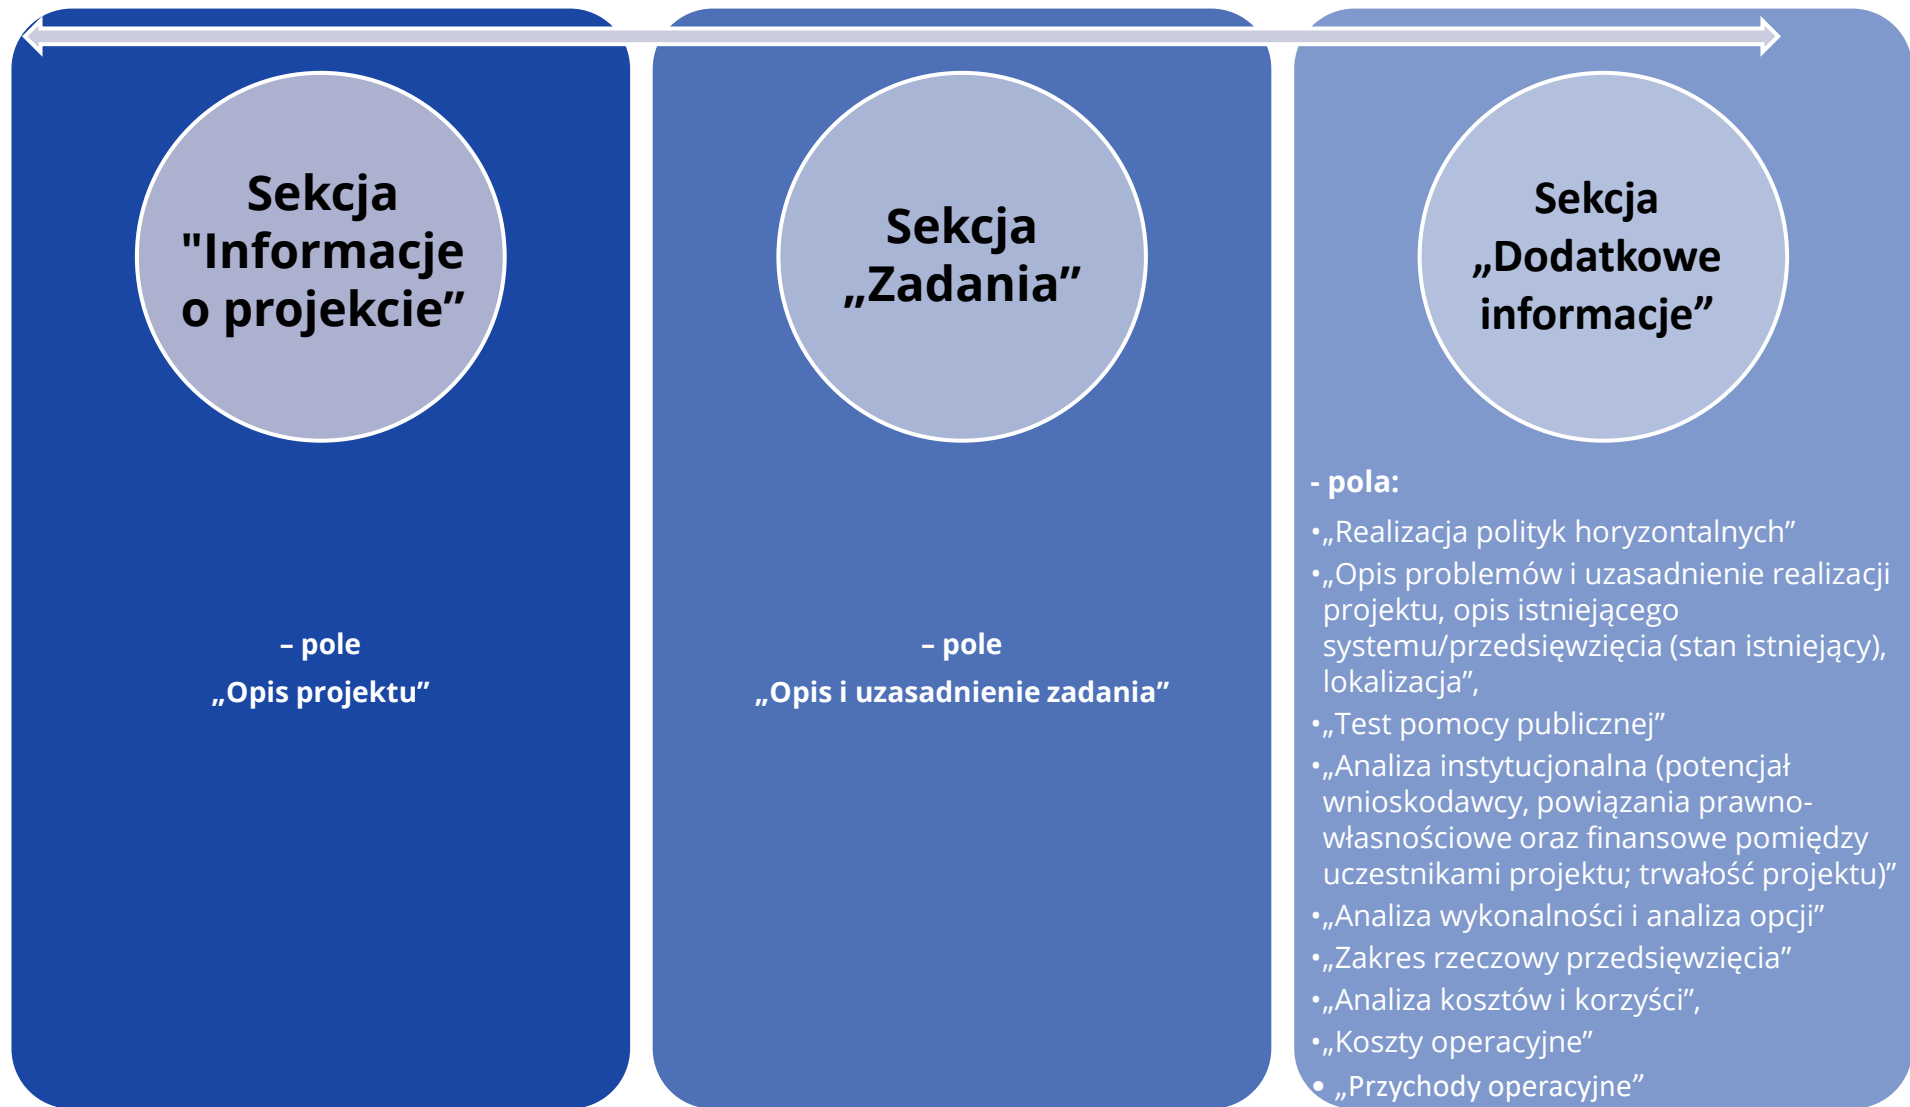 Sekcja
"Informacje
o projekcie”
– pole
„Opis projektu”
Sekcja
„Zadania”
– pole
„Opis i uzasadnienie zadania”
Sekcja
„Dodatkowe
informacje”
- pola:
•„Realizacja polityk horyzontalnych”
•„Opis problemów i uzasadnienie realizacji
projektu, opis istniejącego
systemu/przedsięwzięcia (stan istniejący),
lokalizacja”,
•„Test pomocy publicznej”
•„Analiza instytucjonalna (potencjał
wnioskodawcy, powiązania prawno-
własnościowe oraz finansowe pomiędzy
uczestnikami projektu; trwałość projektu)”
•„Analiza wykonalności i analiza opcji”
•„Zakres rzeczowy przedsięwzięcia”
•„Analiza kosztów i korzyści”,
•„Koszty operacyjne”
• „Przychody operacyjne”